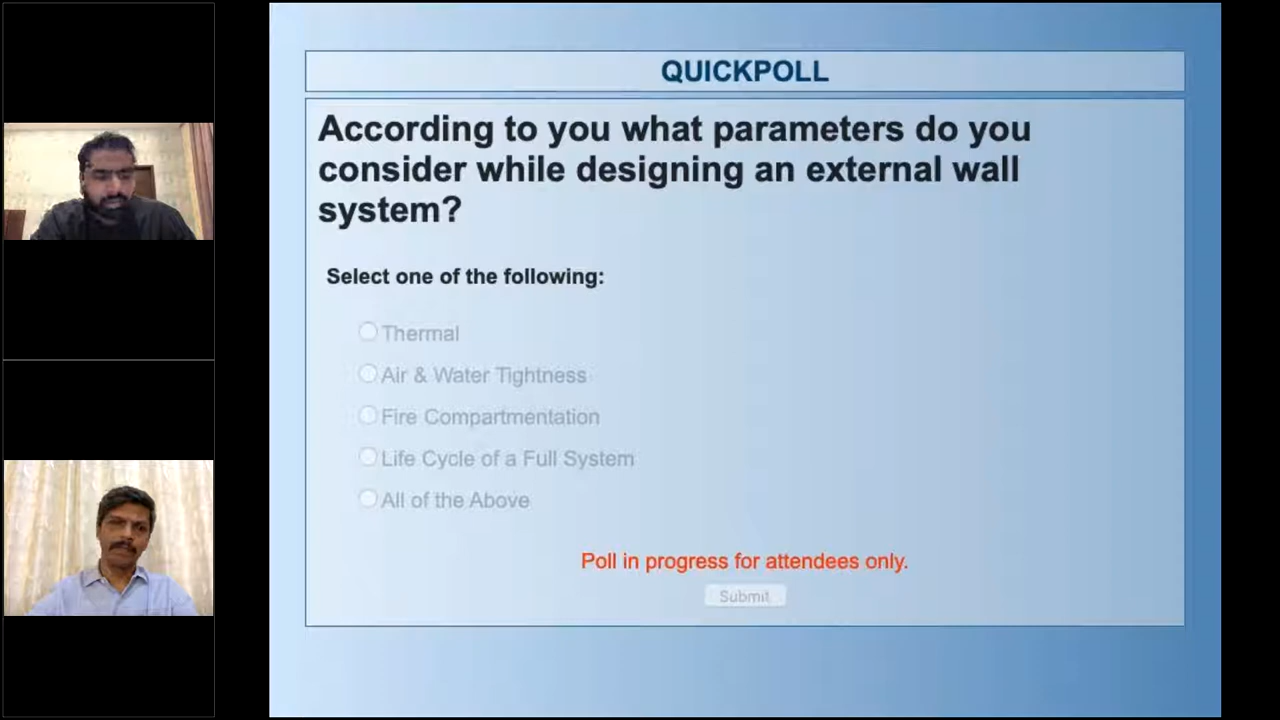 QUICKPOLL
According to you what parameters do you
consider while designing an external wall
system?
Select one of the following:
Thermal
Air & Water Tightness
Fire Compartmentation
Life Cycle of a Full System
All of the Above
Poll in progress for attendees only.
Submit